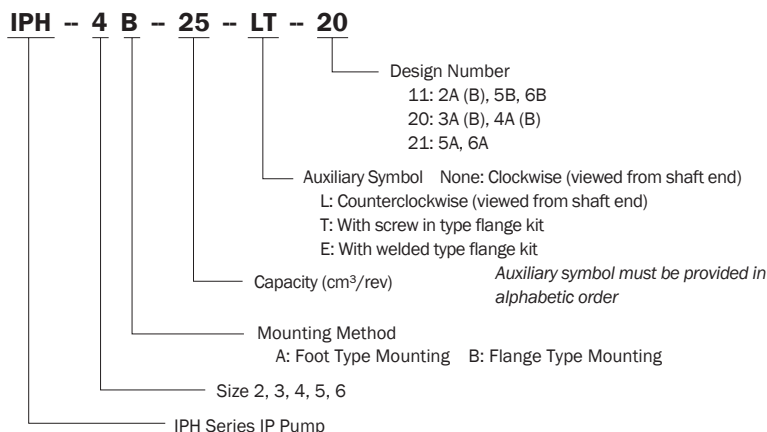 IPH -- 4 B -- 25 -- LT -- 20
Design Number
11: 2A (B), 5B, 6B
20: 3A (B), 4A (B)
21: 5A, 6A
Auxiliary Symbol None: Clockwise (viewed from shaft end)
L: Counterclockwise (viewed from shaft end)
T: With screw in type flange kit
E: With welded type flange kit
Capacity (cm³/rev)
Auxiliary symbol must be provided in
alphabetic order
Mounting Method
A: Foot Type Mounting B: Flange Type Mounting
Size 2, 3, 4, 5, 6
IPH Series IP Pump